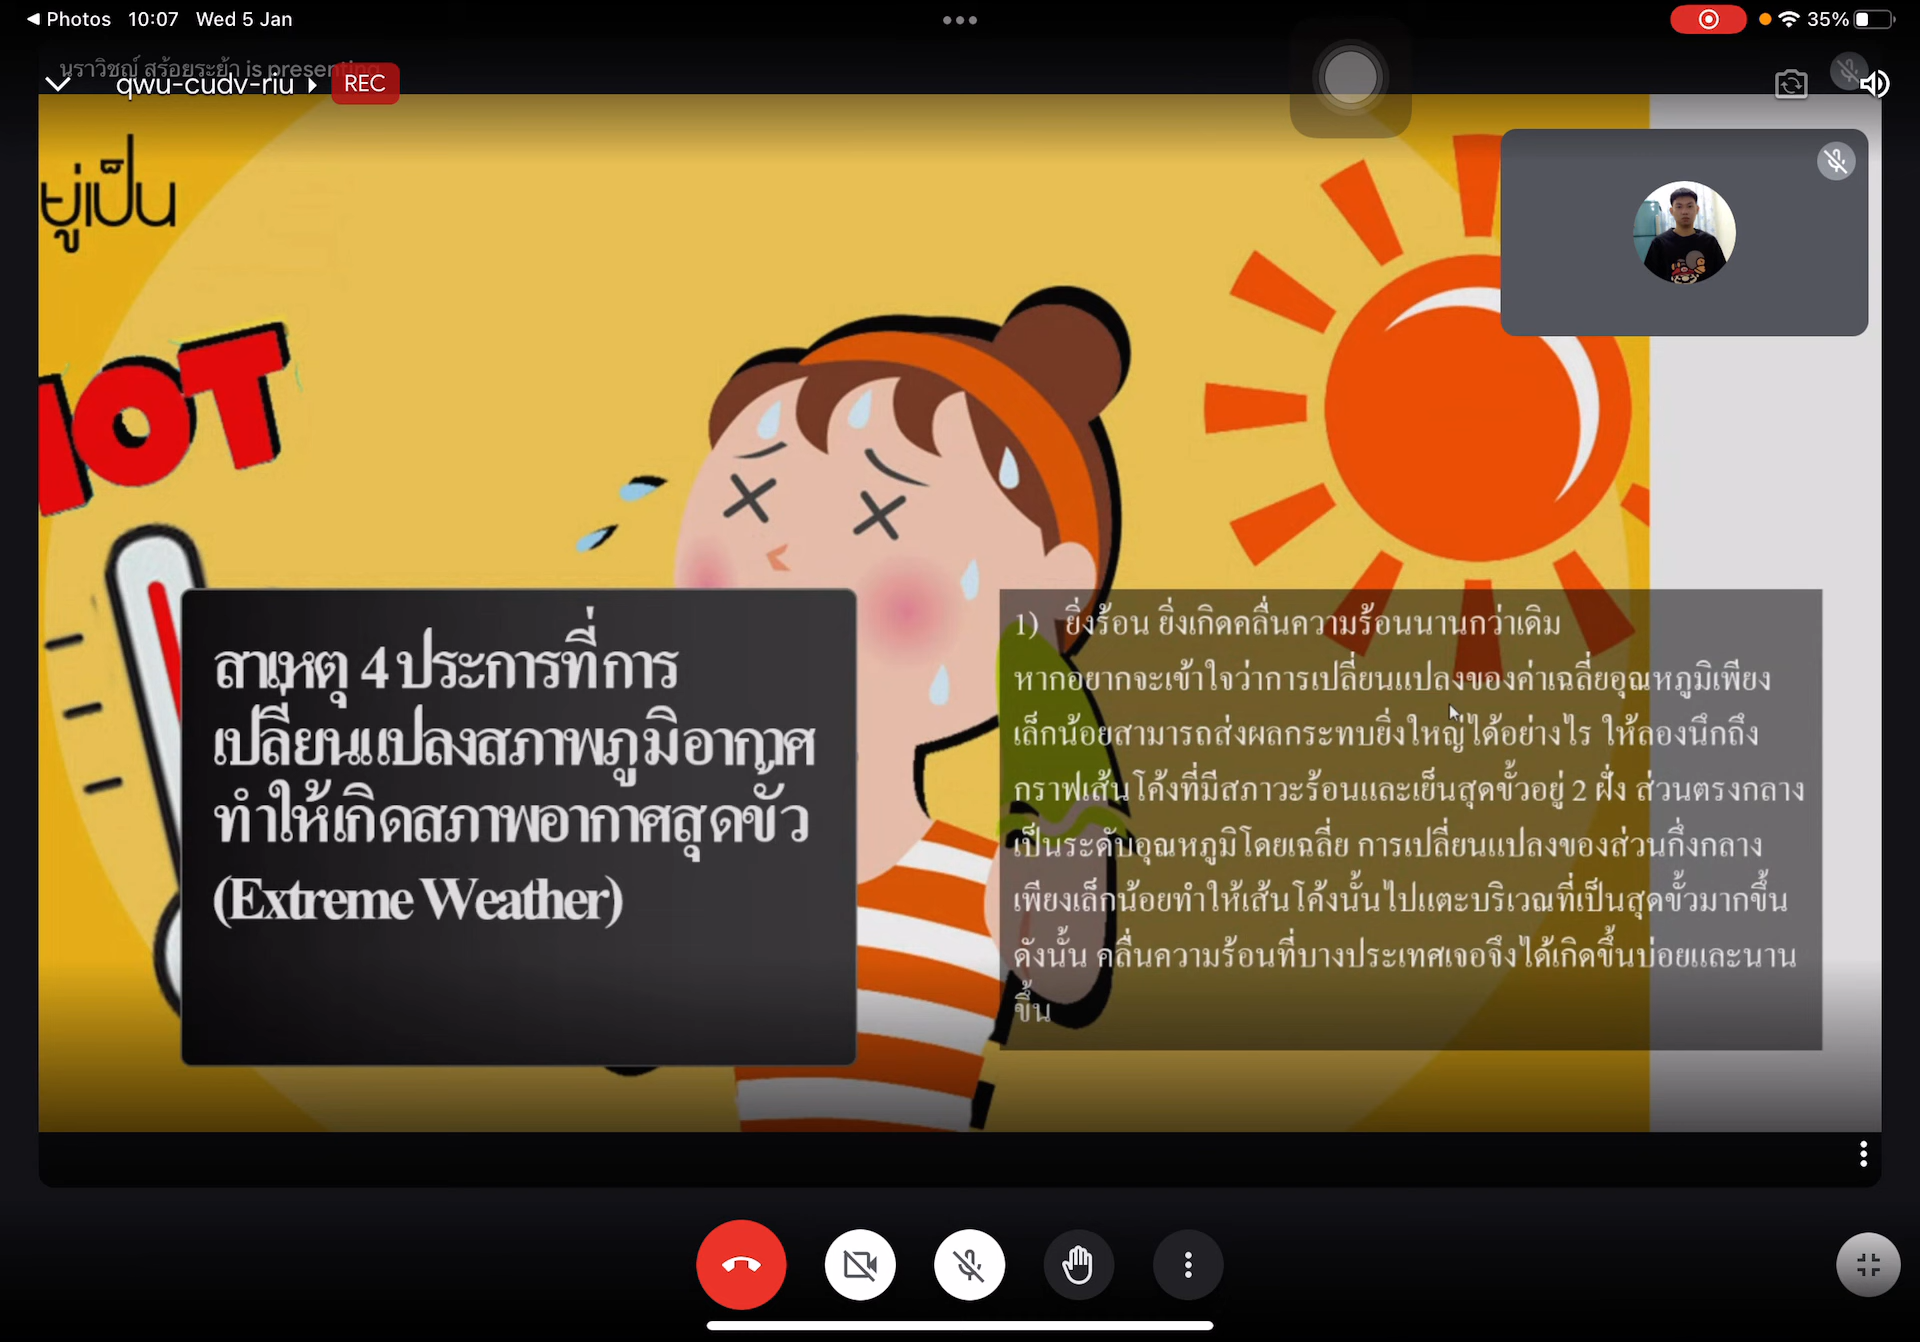 Photos 10:07 Wed 5 Jan
35%
นราวิชญ์ สร้อยระย้า is presenting
qwu-cudv-riu
REC
ยู่เป็น
HOT
สาเหตุ 4 ประการที่การ
เปลี่ยนแปลงสภาพภูมิอากาศ
ทำให้เกิดสภาพอากาศสุดขั้ว
(Extreme Weather)
1) ยิ่งร้อน ยิ่งเกิดคลื่นความร้อนนานกว่าเดิม
หากอยากจะเข้าใจว่าการเปลี่ยนแปลงของค่าเฉลี่ยอุณหภูมิเพียง
เล็กน้อยสามารถส่งผลกระทบยิ่งใหญ่ได้อย่างไร ให้ลองนึกถึง
กราฟเส้นโค้งที่มีสภาวะร้อนและเย็นสุดขั้วอยู่ 2 ฝั่ง ส่วนตรงกลาง
เป็นระดับอุณหภูมิโดยเฉลี่ย การเปลี่ยนแปลงของส่วนกึ่งกลาง
เพียงเล็กน้อยทำให้เส้นโค้งนั้นไปแตะบริเวณที่เป็นสุดขั้วมากขึ้น
ดังนั้น คลื่นความร้อนที่บางประเทศเจอจึงได้เกิดขึ้นบ่อยและนาน
ขึ้น